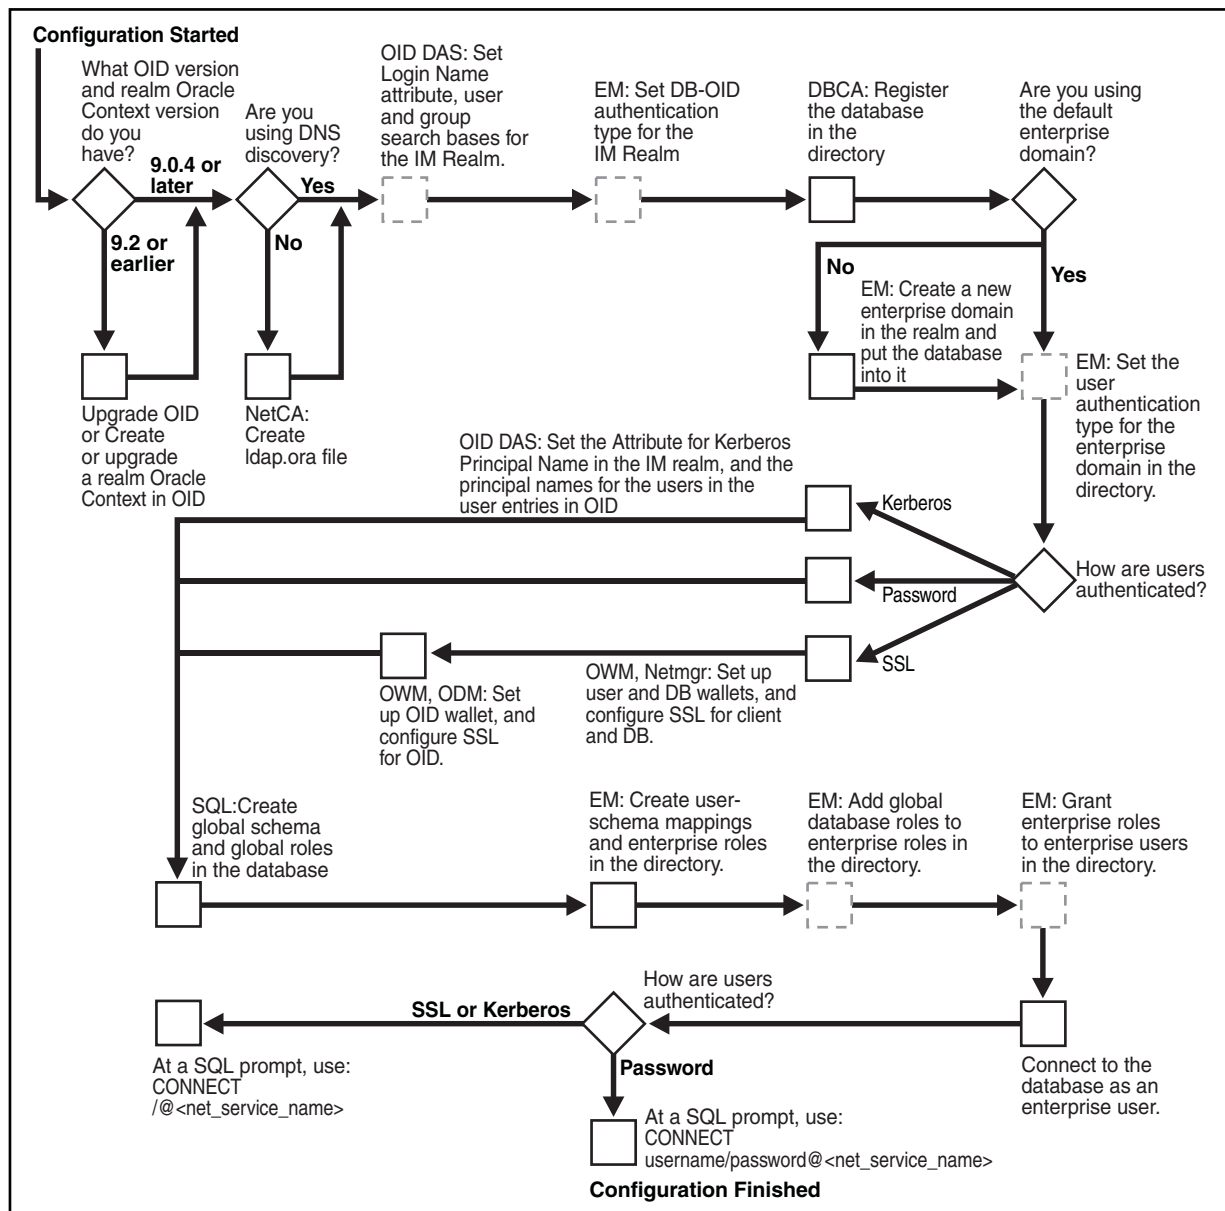 Configuration Started
What OID version
and realm Oracle
Context version
do you
have?
9.0.4 or
later
9.2 or
earlier
Upgrade OID
or Create
or upgrade
a realm Oracle
Context in OID
Are you
using DNS
discovery?
Yes
No
NetCA:
Create
ldap.ora file
OID DAS: Set
Login Name
attribute, user
and group
search bases for
the IM Realm.
EM: Set DB-OID
authentication
type for the
IM Realm
DBCA: Register
the database
in the
directory
Are you using
the default
enterprise
domain?
No
Yes
EM: Create a new
enterprise domain
in the realm and
put the database
into it
EM: Set the
user
authentication
type for the
enterprise
domain in the
directory.
How are users
authenticated?
Kerberos
Password
SSL
OID DAS: Set the Attribute for Kerberos
Principal Name in the IM realm, and the
principal names for the users in the
user entries in OID
OWM, Netmgr: Set up
user and DB wallets, and
configure SSL for client
and DB.
OWM, ODM: Set
up OID wallet, and
configure SSL
for OID.
SQL:Create
global schema
and global roles
in the database
EM: Create user-
schema mappings
and enterprise roles
in the directory.
EM: Add global
database roles to
enterprise roles in
the directory.
EM: Grant
enterprise roles
to enterprise users
in the directory.
Connect to the
database as an
enterprise user.
How are users
authenticated?
SSL or Kerberos
At a SQL prompt, use:
CONNECT
/@<net_service_name>
Password
At a SQL prompt, use:
CONNECT
username/password@<net_service_name>
Configuration Finished